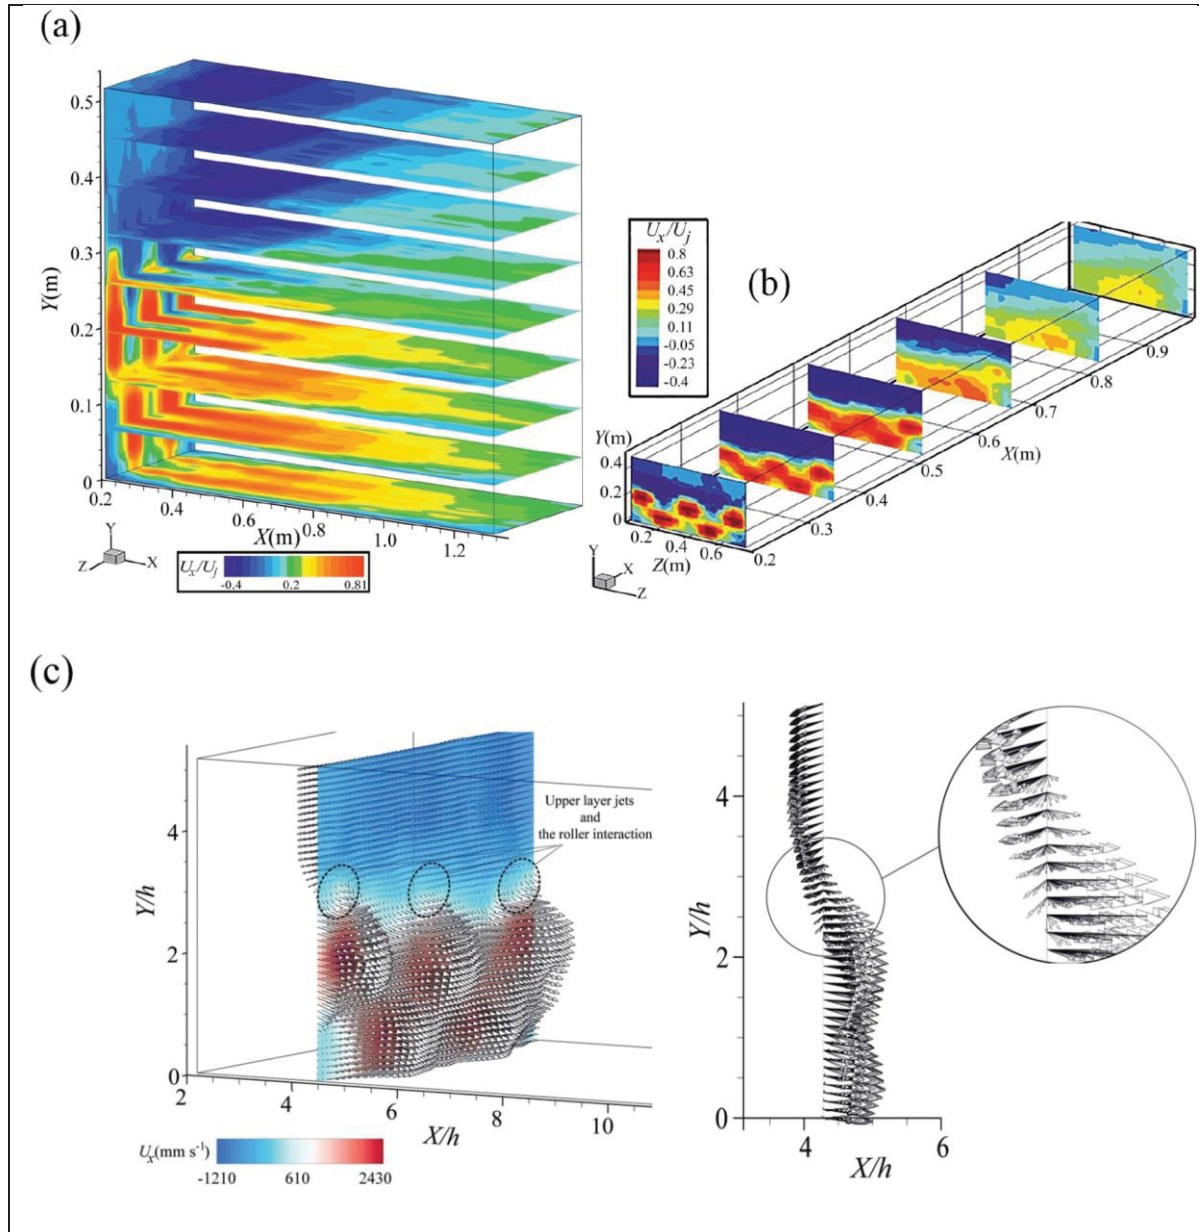 (a)
0.5
0.4
0.3
0.2
0.1
0
Y(m)
0.2
0.4
0.6
0.8
1.0
1.2
X(m)
Y
X
Z
Ux/Uj
-0.4
0.2
0.81
(b)
Ux/Uj
0.8
0.63
0.45
0.29
0.11
-0.05
-0.23
-0.4
Y(m)
0.4
0.2
0
0.2
0.4
0.6
Z(m)
0.2
0.3
0.4
0.5
0.6
0.7
0.8
0.9
X(m)
Y
X
Z
(c)
Upper layer jets
and
the roller interaction
Y/h
4
2
0
2
4
6
8
10
X/h
Ux(mm s-1)
-1210
610
2430
Y/h
4
2
0
4
6
X/h